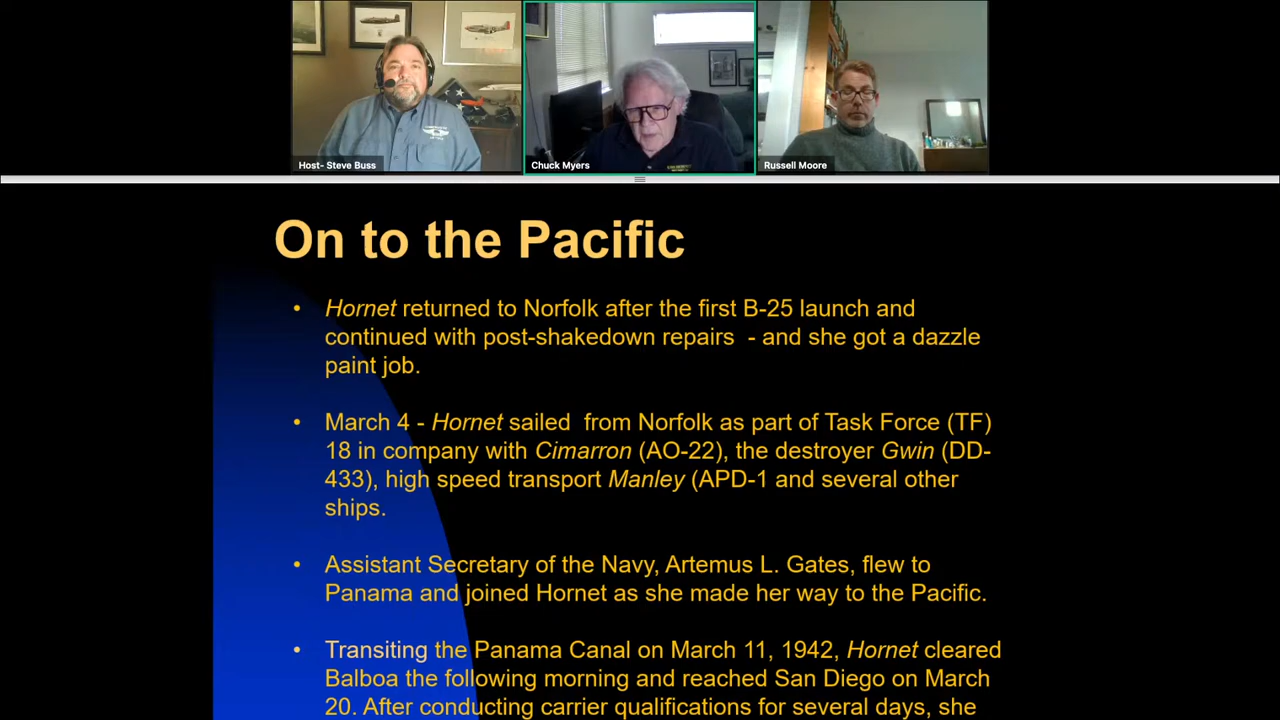 Host- Steve Buss
Chuck Myers
Russell Moore
On to the Pacific
• Hornet returned to Norfolk after the first B-25 launch and
continued with post-shakedown repairs - and she got a dazzle
paint job.
• March 4 - Hornet sailed from Norfolk as part of Task Force (TF)
18 in company with Cimarron (AO-22), the destroyer Gwin (DD-
433), high speed transport Manley (APD-1 and several other
ships.
• Assistant Secretary of the Navy, Artemus L. Gates, flew to
Panama and joined Hornet as she made her way to the Pacific.
• Transiting the Panama Canal on March 11, 1942, Hornet cleared
Balboa the following morning and reached San Diego on March
20. After conducting carrier qualifications for several days, she